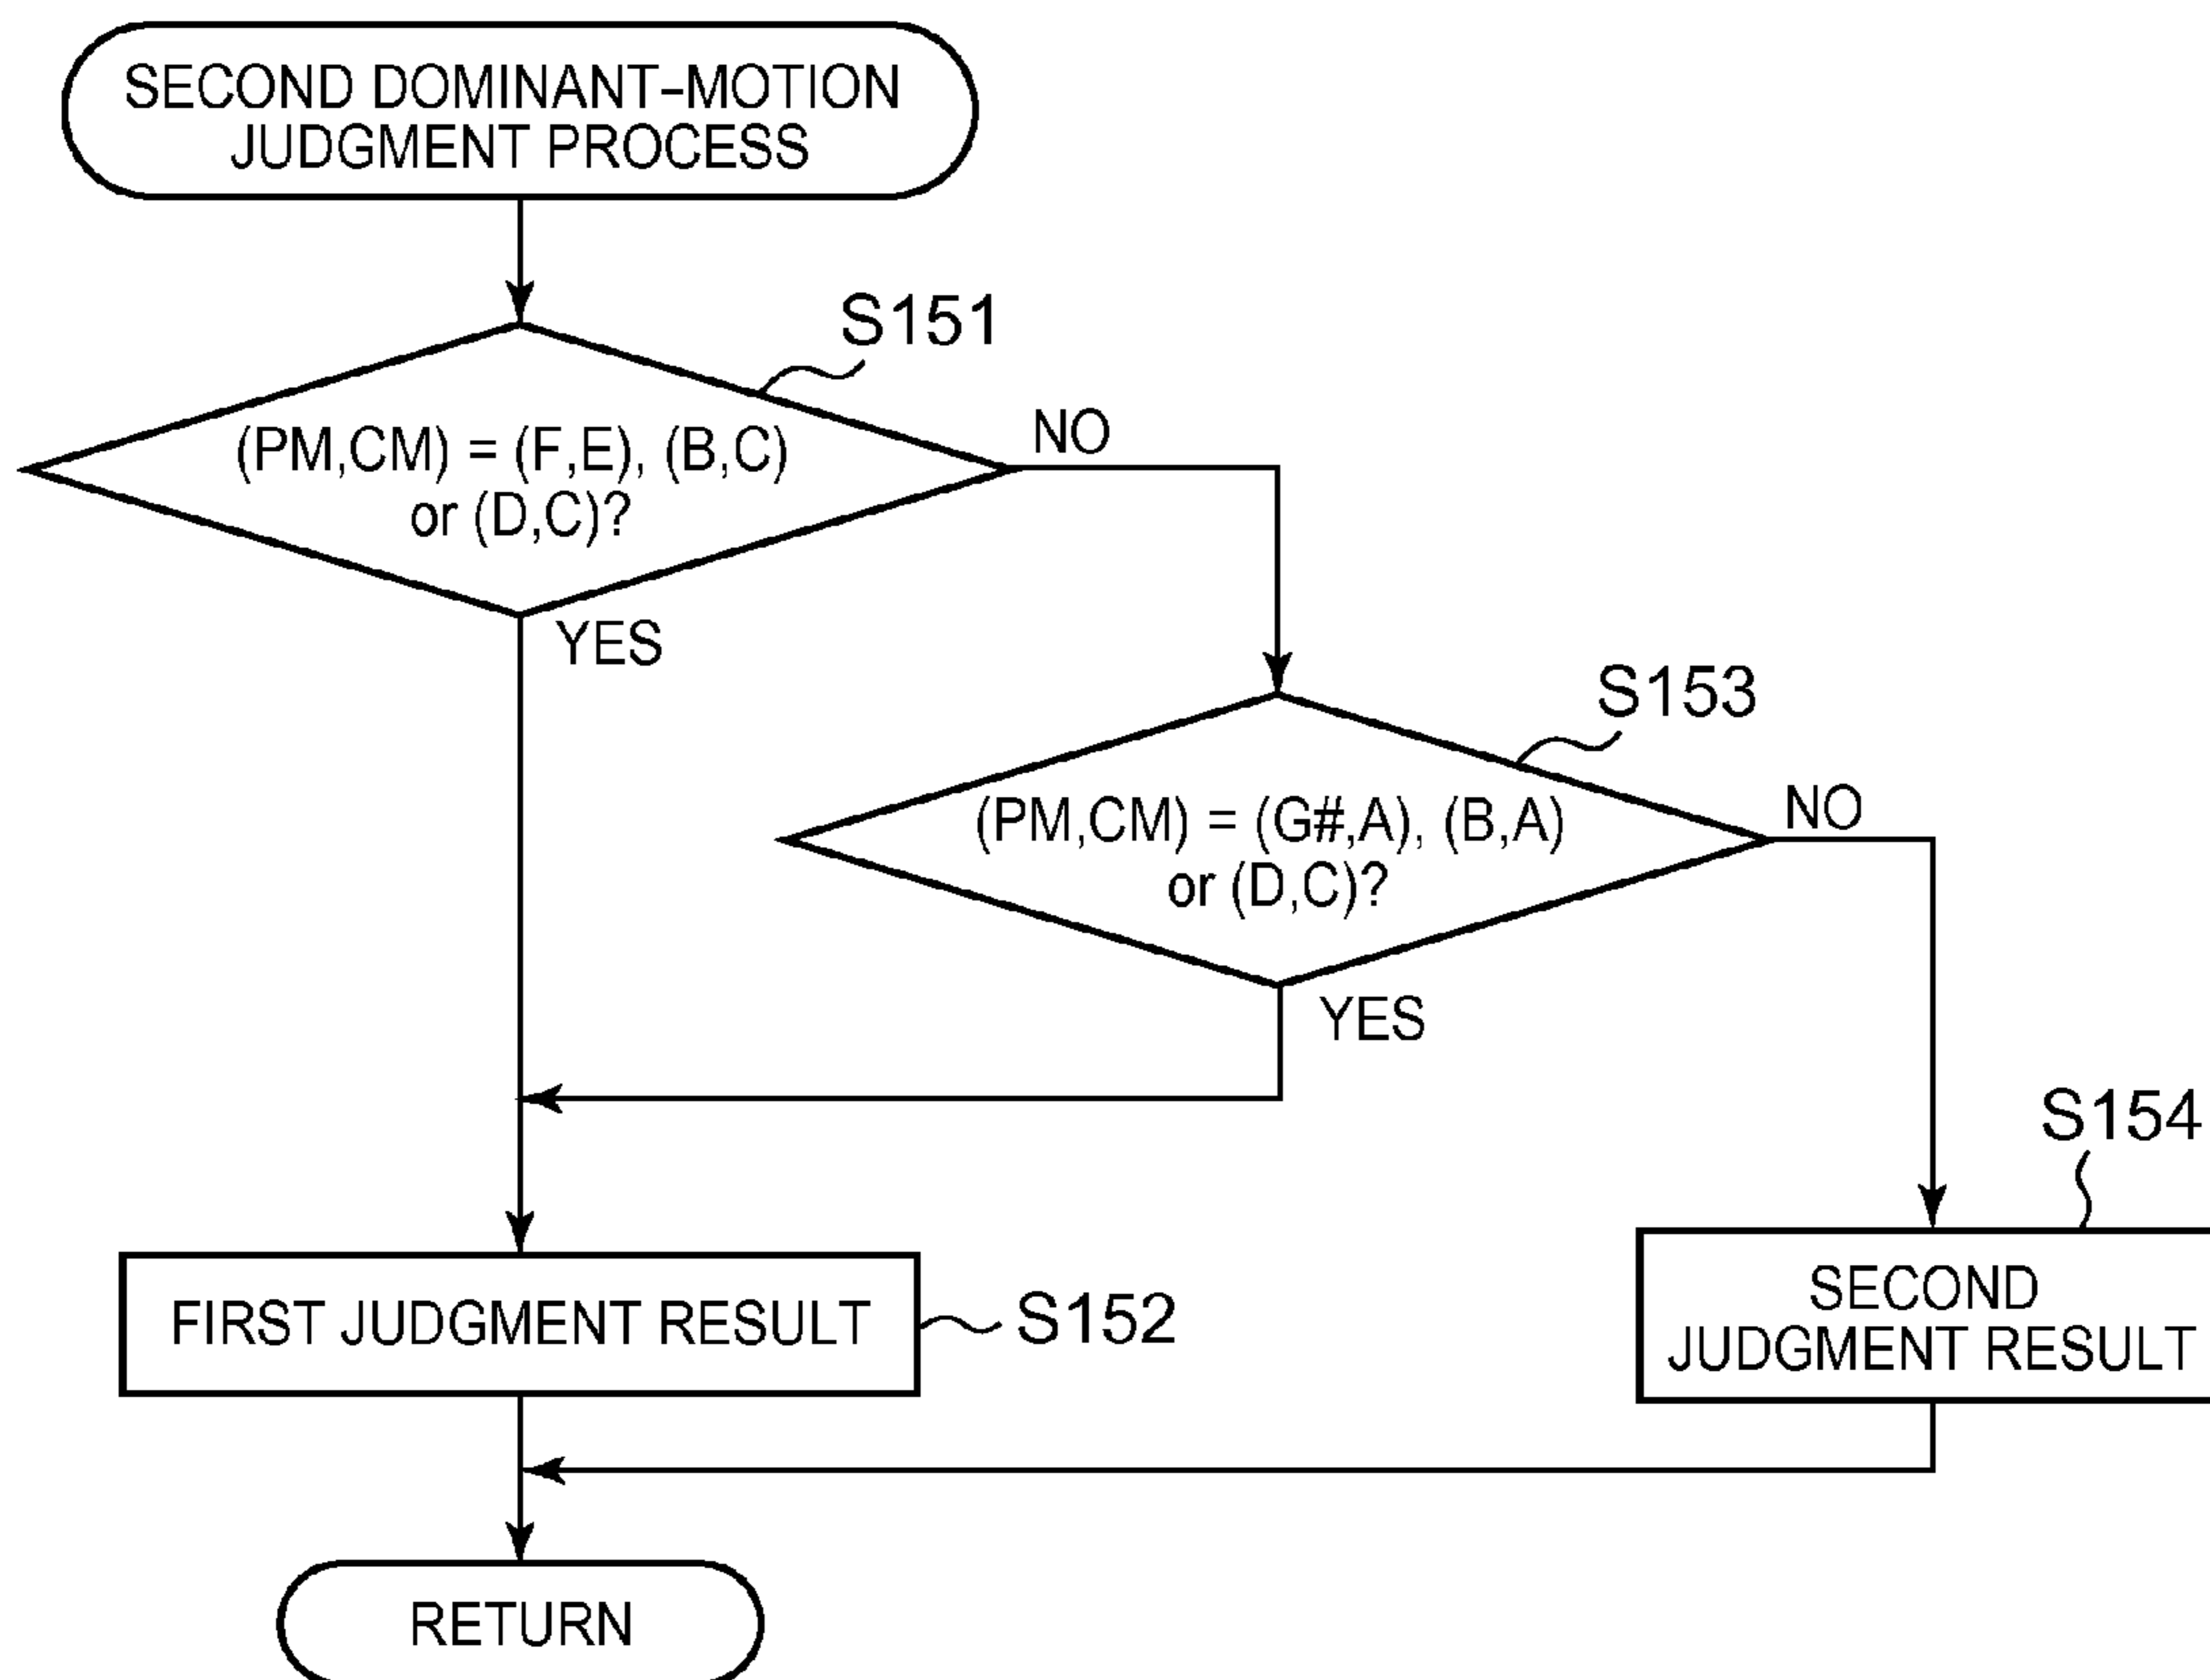 SECOND DOMINANT-MOTION
JUDGMENT PROCESS
S151
(PM,CM) = (F,E), (B,C)
or (D,C)?
NO
YES
S153
(PM,CM) = (G#,A), (B,A)
or (D,C)?
NO
YES
S154
FIRST JUDGMENT RESULT
S152
SECOND
JUDGMENT RESULT
RETURN